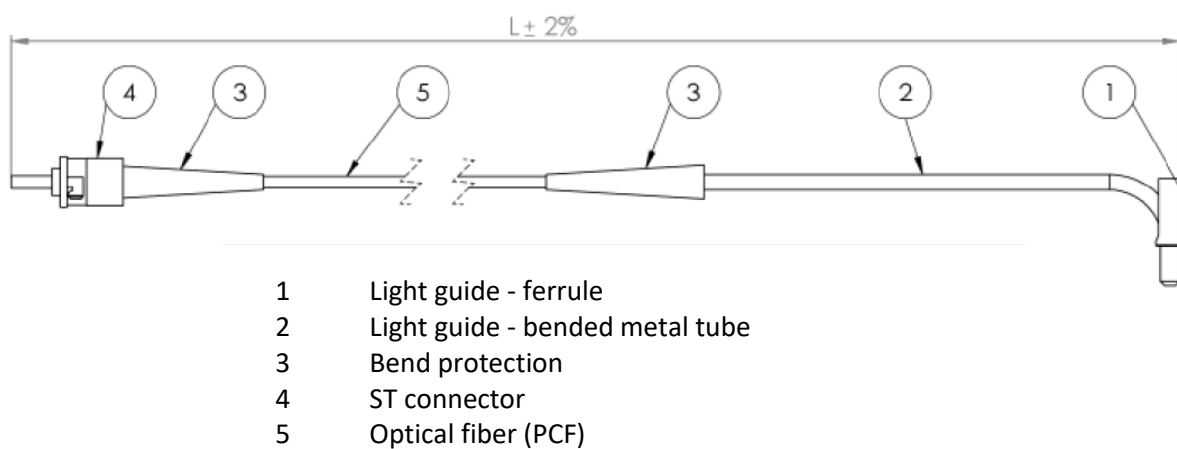 L ± 2%
4 3 5 3 2 1
1 Light guide - ferrule
2 Light guide - bended metal tube
3 Bend protection
4 ST connector
5 Optical fiber (PCF)